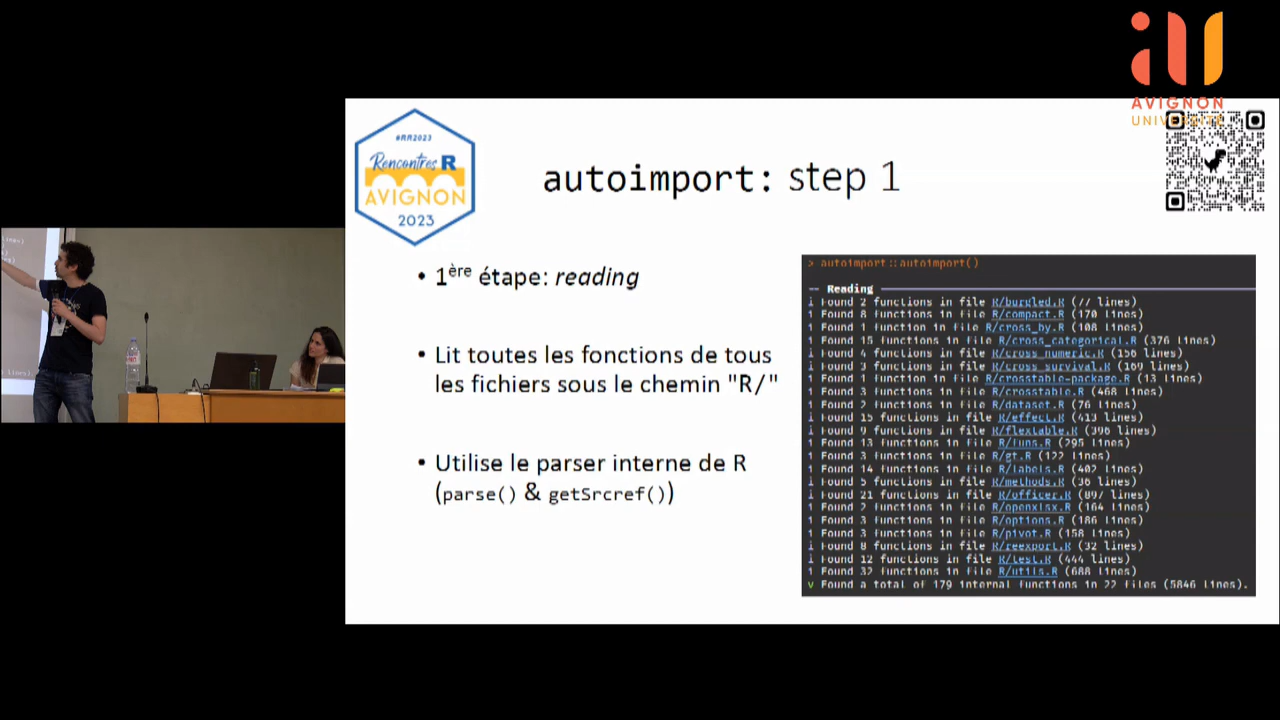 AVIGNON
UNIVERSITÉ
#RR2023
Rencontres R
AVIGNON
2023
autoimport: step 1
• 1ère étape: reading
• Lit toutes les fonctions de tous
les fichiers sous le chemin "R/"
• Utilise le parser interne de R
(parse() & getSrcref())
> autoimport::autoimport()
── Reading
i Found 2 functions in file R/burgled.R (77 lines)
i Found 8 functions in file R/compact.R (170 lines)
i Found 1 function in file R/cross_by.R (108 lines)
i Found 15 functions in file R/cross_categorical.R (376 lines)
i Found 4 functions in file R/cross_numeric.R (156 lines)
i Found 3 functions in file R/cross_survival.R (169 lines)
i Found 1 function in file R/crosstable-package.R (13 lines)
i Found 3 functions in file R/crosstable.R (468 lines)
i Found 2 functions in file R/dataset.R (76 lines)
i Found 15 functions in file R/effect.R (413 lines)
i Found 9 functions in file R/flextable.R (396 lines)
i Found 13 functions in file R/funs.R (295 lines)
i Found 3 functions in file R/gt.R (122 lines)
i Found 14 functions in file R/labels.R (402 lines)
i Found 5 functions in file R/methods.R (36 lines)
i Found 21 functions in file R/officer.R (897 lines)
i Found 2 functions in file R/openxlsx.R (164 lines)
i Found 3 functions in file R/options.R (186 lines)
i Found 3 functions in file R/pivot.R (158 lines)
i Found 8 functions in file R/reexport.R (32 lines)
i Found 12 functions in file R/test.R (444 lines)
i Found 32 functions in file R/utils.R (688 lines)
v Found a total of 179 internal functions in 22 files (5846 lines).